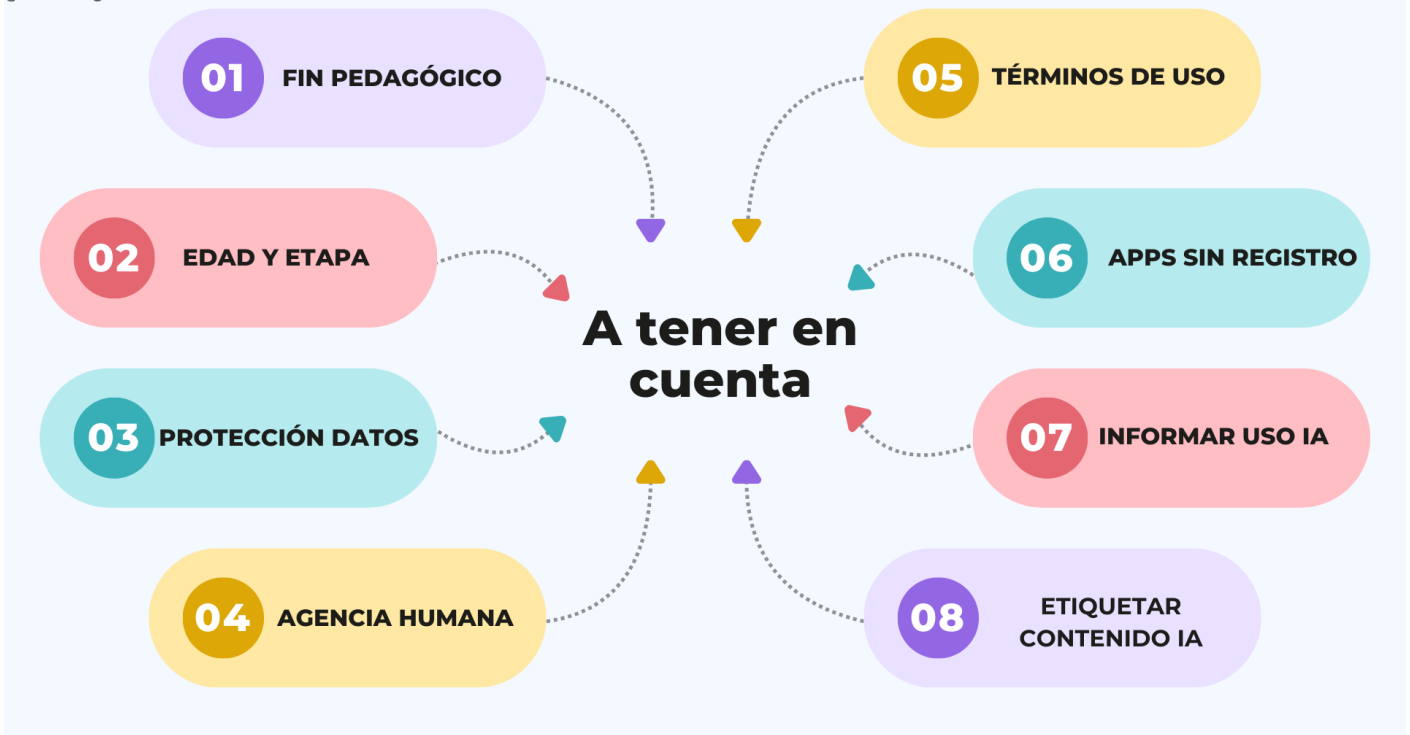 01 FIN PEDAGÓGICO
02 EDAD Y ETAPA
03 PROTECCIÓN DATOS
04 AGENCIA HUMANA
A tener en
cuenta
05 TÉRMINOS DE USO
06 APPS SIN REGISTRO
07 INFORMAR USO IA
08 ETIQUETAR
CONTENIDO IA